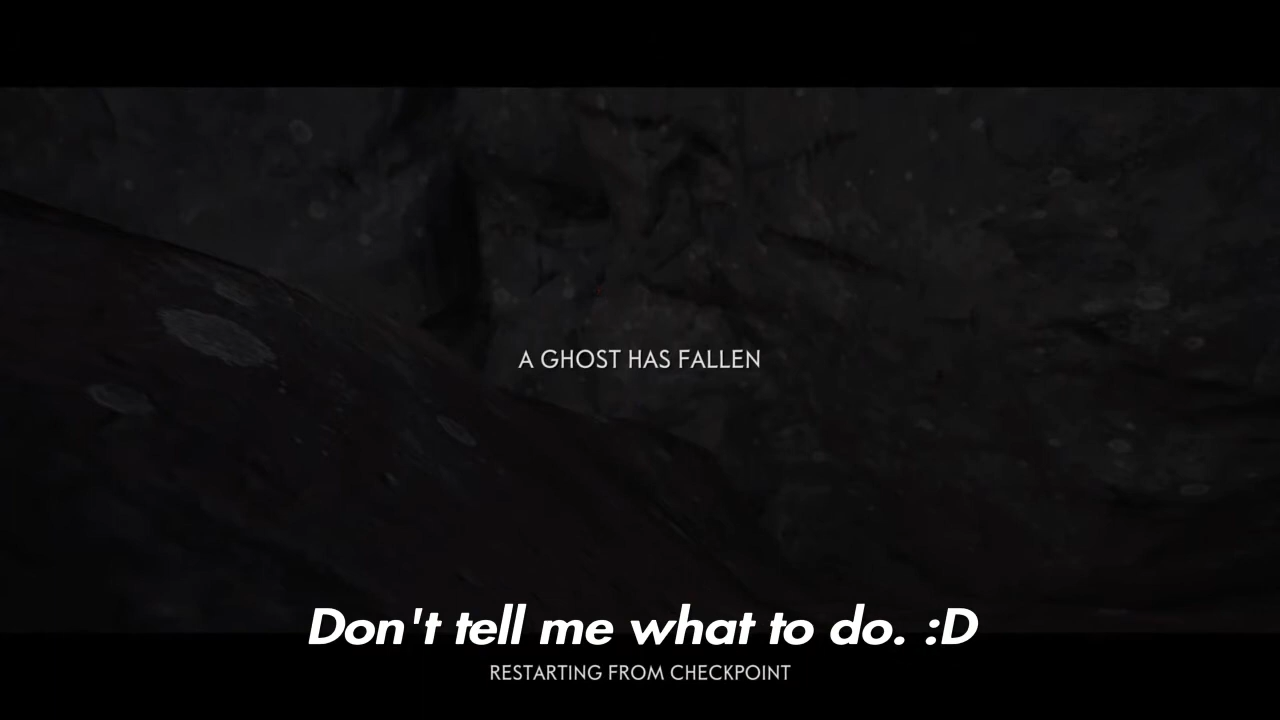 A GHOST HAS FALLEN
Don't tell me what to do. :D
RESTARTING FROM CHECKPOINT